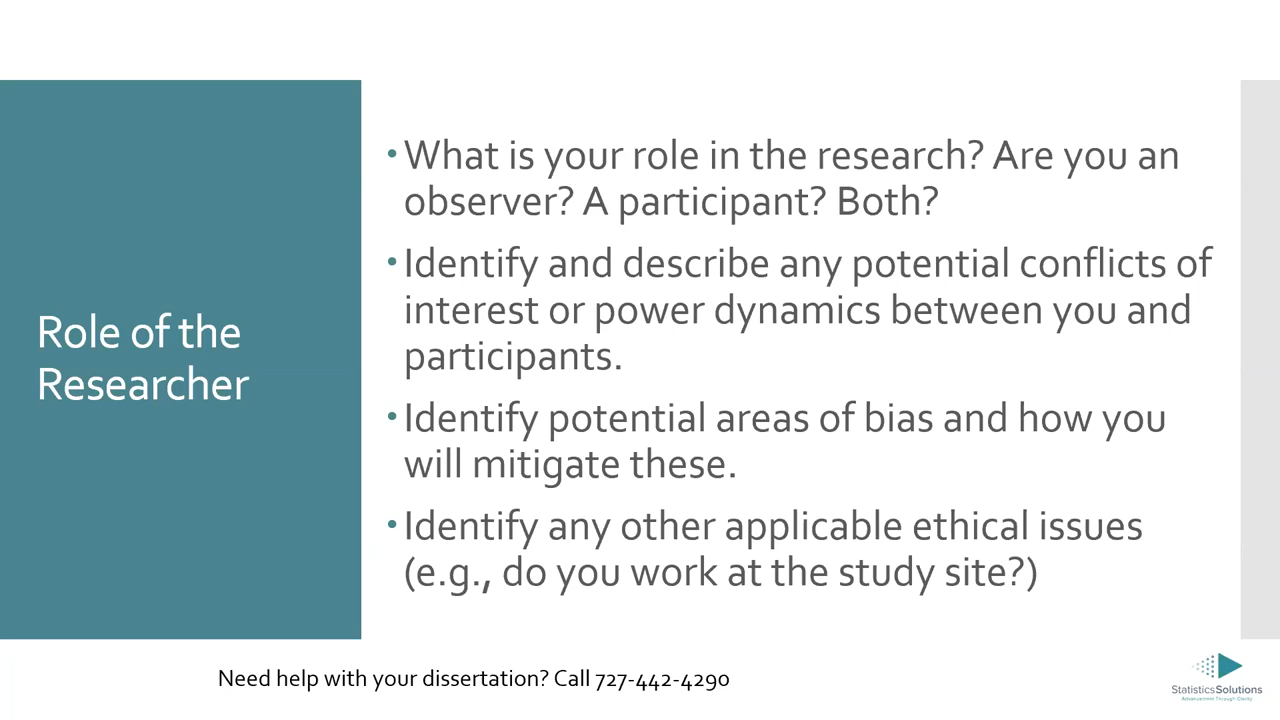 Role of the
Researcher
•What is your role in the research? Are you an
observer? A participant? Both?
•Identify and describe any potential conflicts of
interest or power dynamics between you and
participants.
•Identify potential areas of bias and how you
will mitigate these.
•Identify any other applicable ethical issues
(e.g., do you work at the study site?)
Need help with your dissertation? Call 727-442-4290
StatisticsSolutions
Advancement Through Clarity